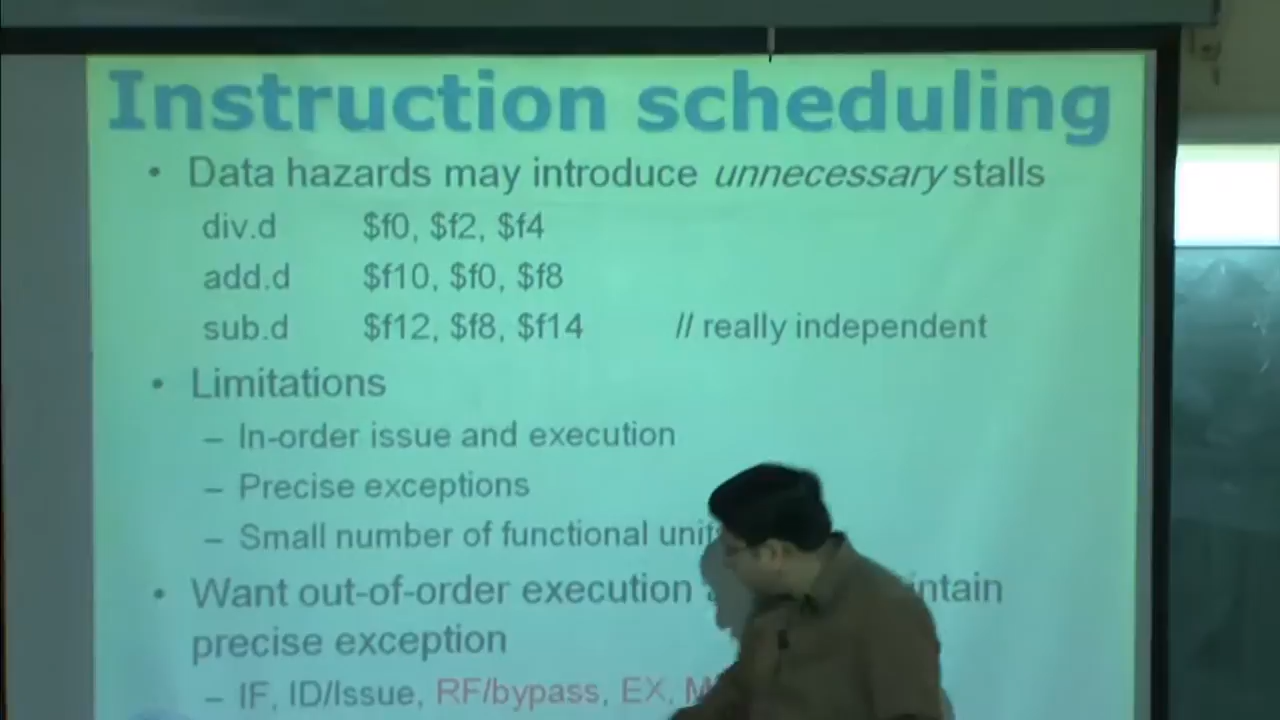 Instruction scheduling
• Data hazards may introduce unnecessary stalls
div.d $f0, $f2, $f4
add.d $f10, $f0, $f8
sub.d $f12, $f8, $f14 // really independent
• Limitations
– In-order issue and execution
– Precise exceptions
– Small number of functional units
• Want out-of-order execution
precise exception
– IF, ID/Issue, RF/bypass, EX,